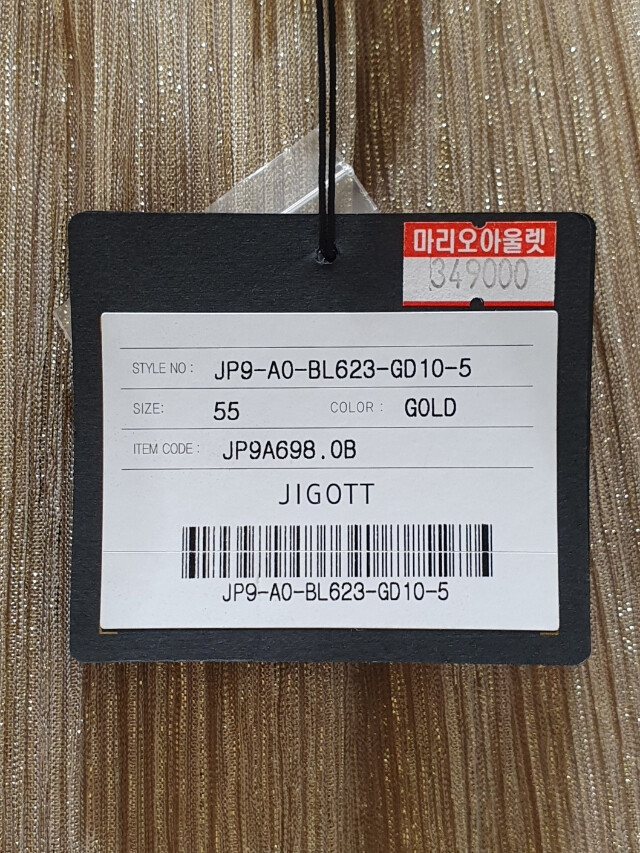 마리오아울렛
349000
STYLE NO : JP9-A0-BL623-GD10-5
SIZE: 55 COLOR : GOLD
ITEM CODE : JP9A698.0B
JIGOTT
JP9-A0-BL623-GD10-5